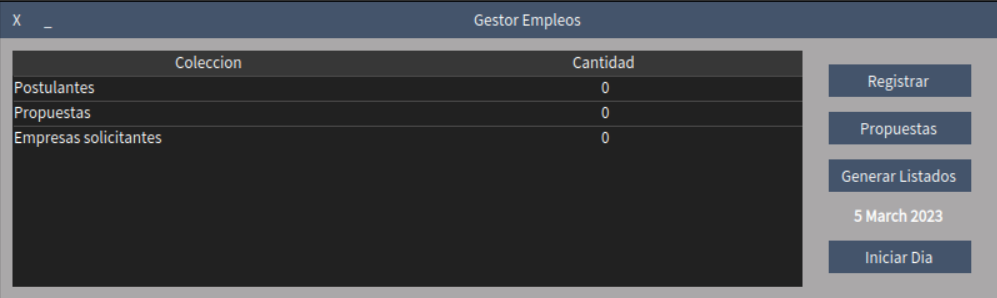 X _ Gestor Empleos
Coleccion Cantidad
Postulantes 0
Propuestas 0
Empresas solicitantes 0
Registrar
Propuestas
Generar Listados
5 March 2023
Iniciar Dia